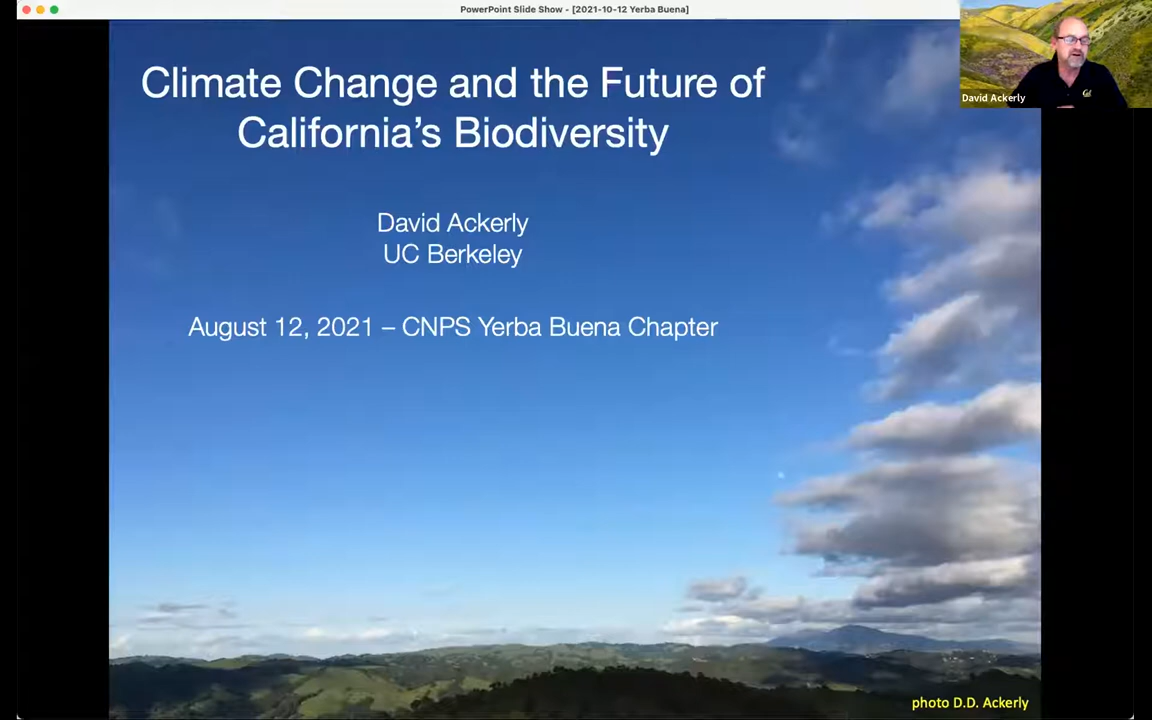 PowerPoint Slide Show - [2021-10-12 Yerba Buena]
Climate Change and the Future of
California's Biodiversity
David Ackerly
UC Berkeley
August 12, 2021 – CNPS Yerba Buena Chapter
photo D.D. Ackerly
David Ackerly
Cal